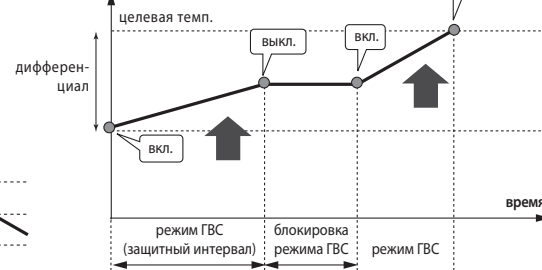 целевая темп.
выкл.
вкл.
дифферен-
циал
вкл.
время
режим ГВС
(защитный интервал)
блокировка
режима ГВС
режим ГВС